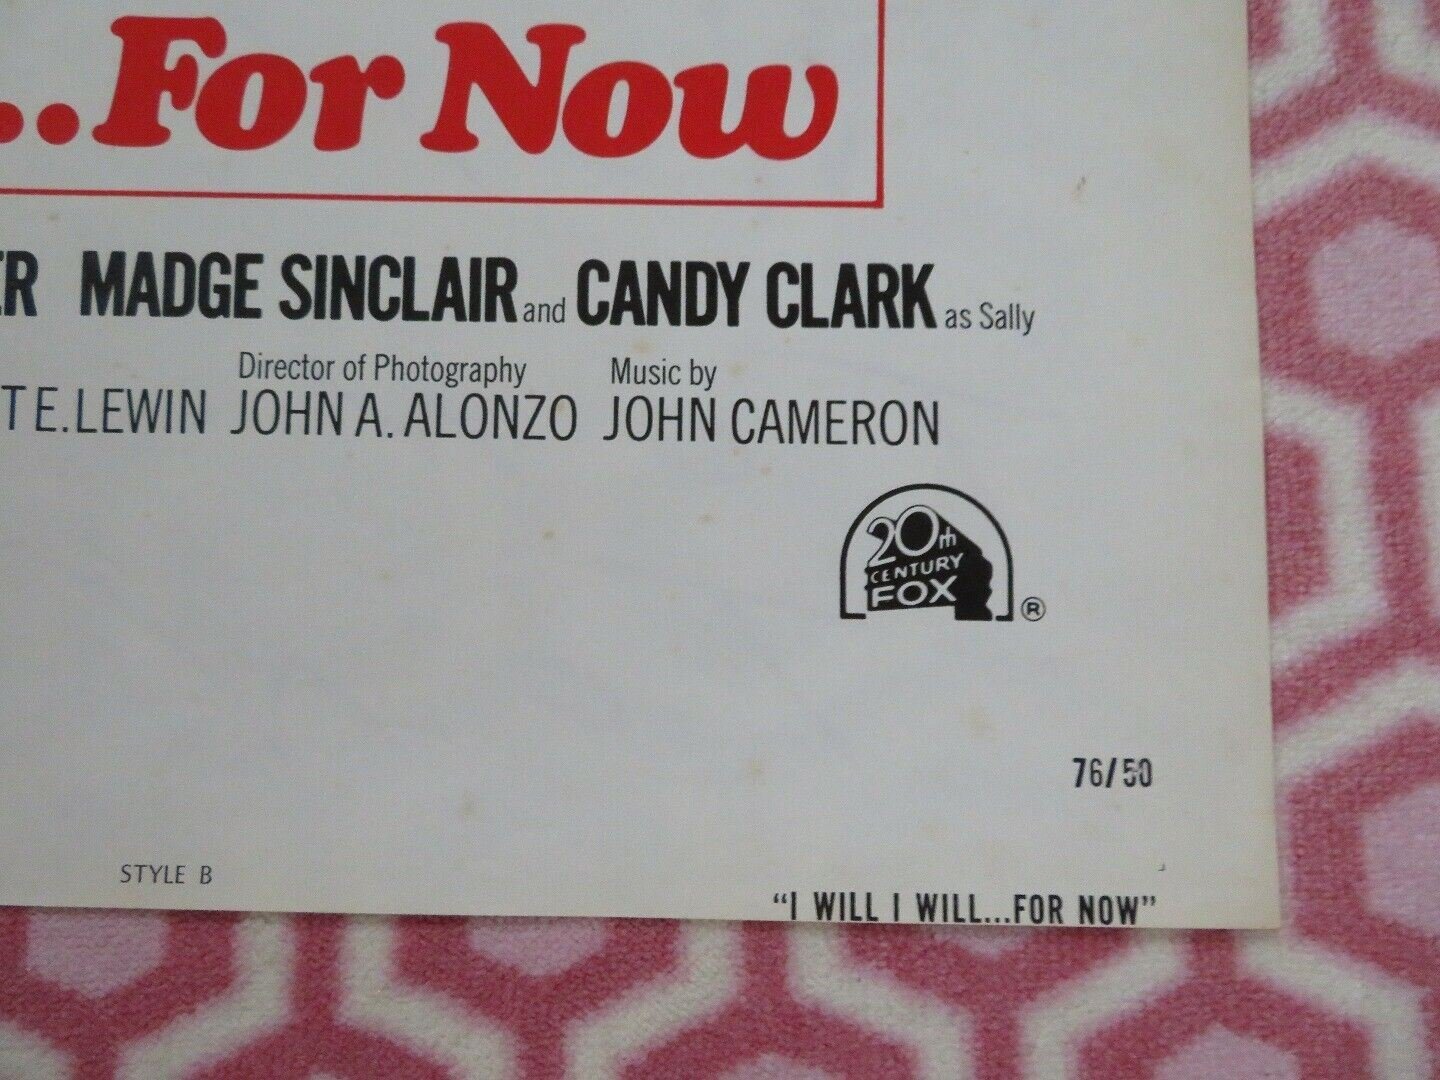 ...For Now
ER MADGE SINCLAIR and CANDY CLARK as Sally
Director of Photography Music by
T E. LEWIN JOHN A. ALONZO JOHN CAMERON
20th
CENTURY
FOX
®
76/50
STYLE B
"I WILL I WILL...FOR NOW"